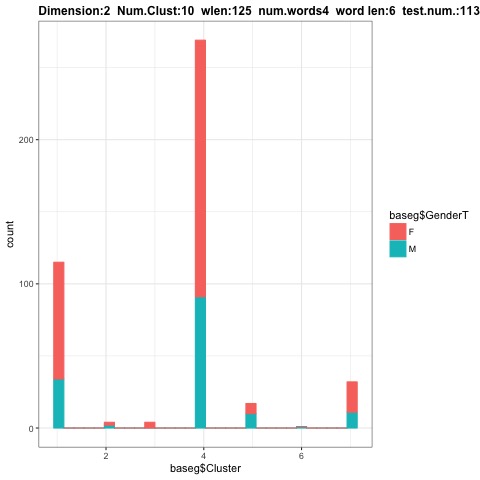 Dimension:2 Num.Clust:10 wlen:125 num.words4 word len:6 test.num.:113
200
100
0
count
2 4 6
baseg$Cluster
baseg$GenderT
F
M